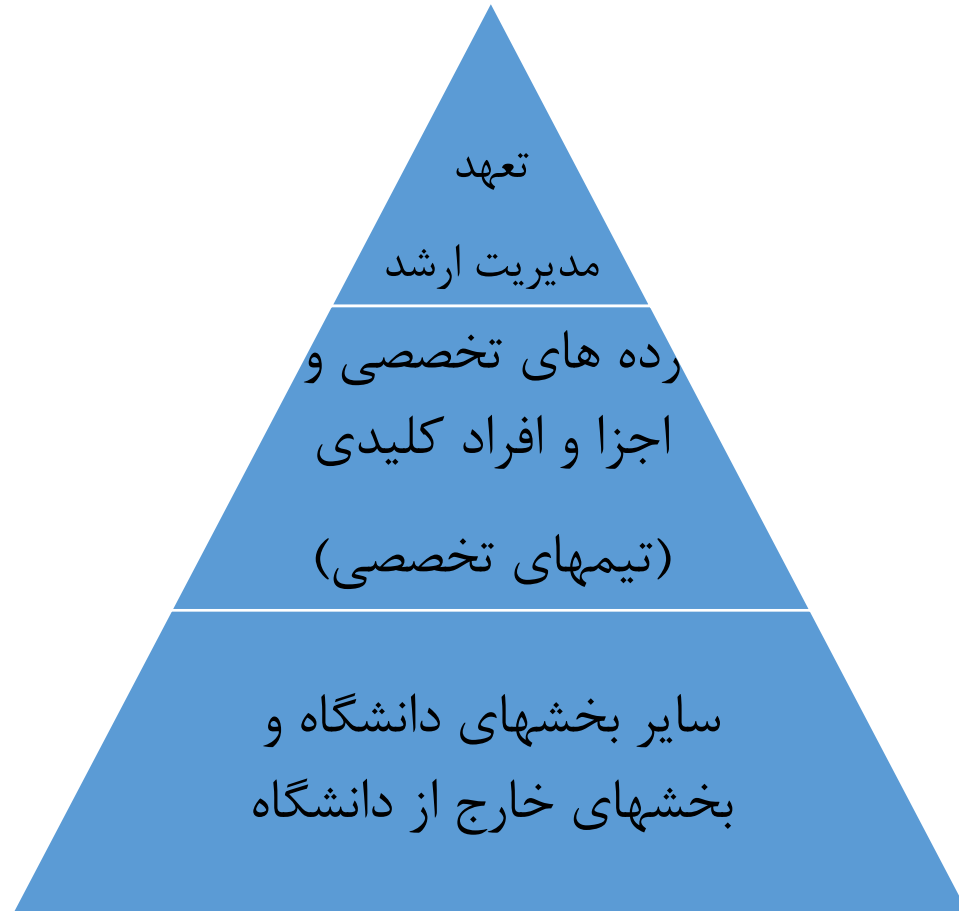 تعهد
مدیریت ارشد
رده های تخصصی و
اجزا و افراد کلیدی
(تیمهای تخصصی)
سایر بخشهای دانشگاه و
بخشهای خارج از دانشگاه